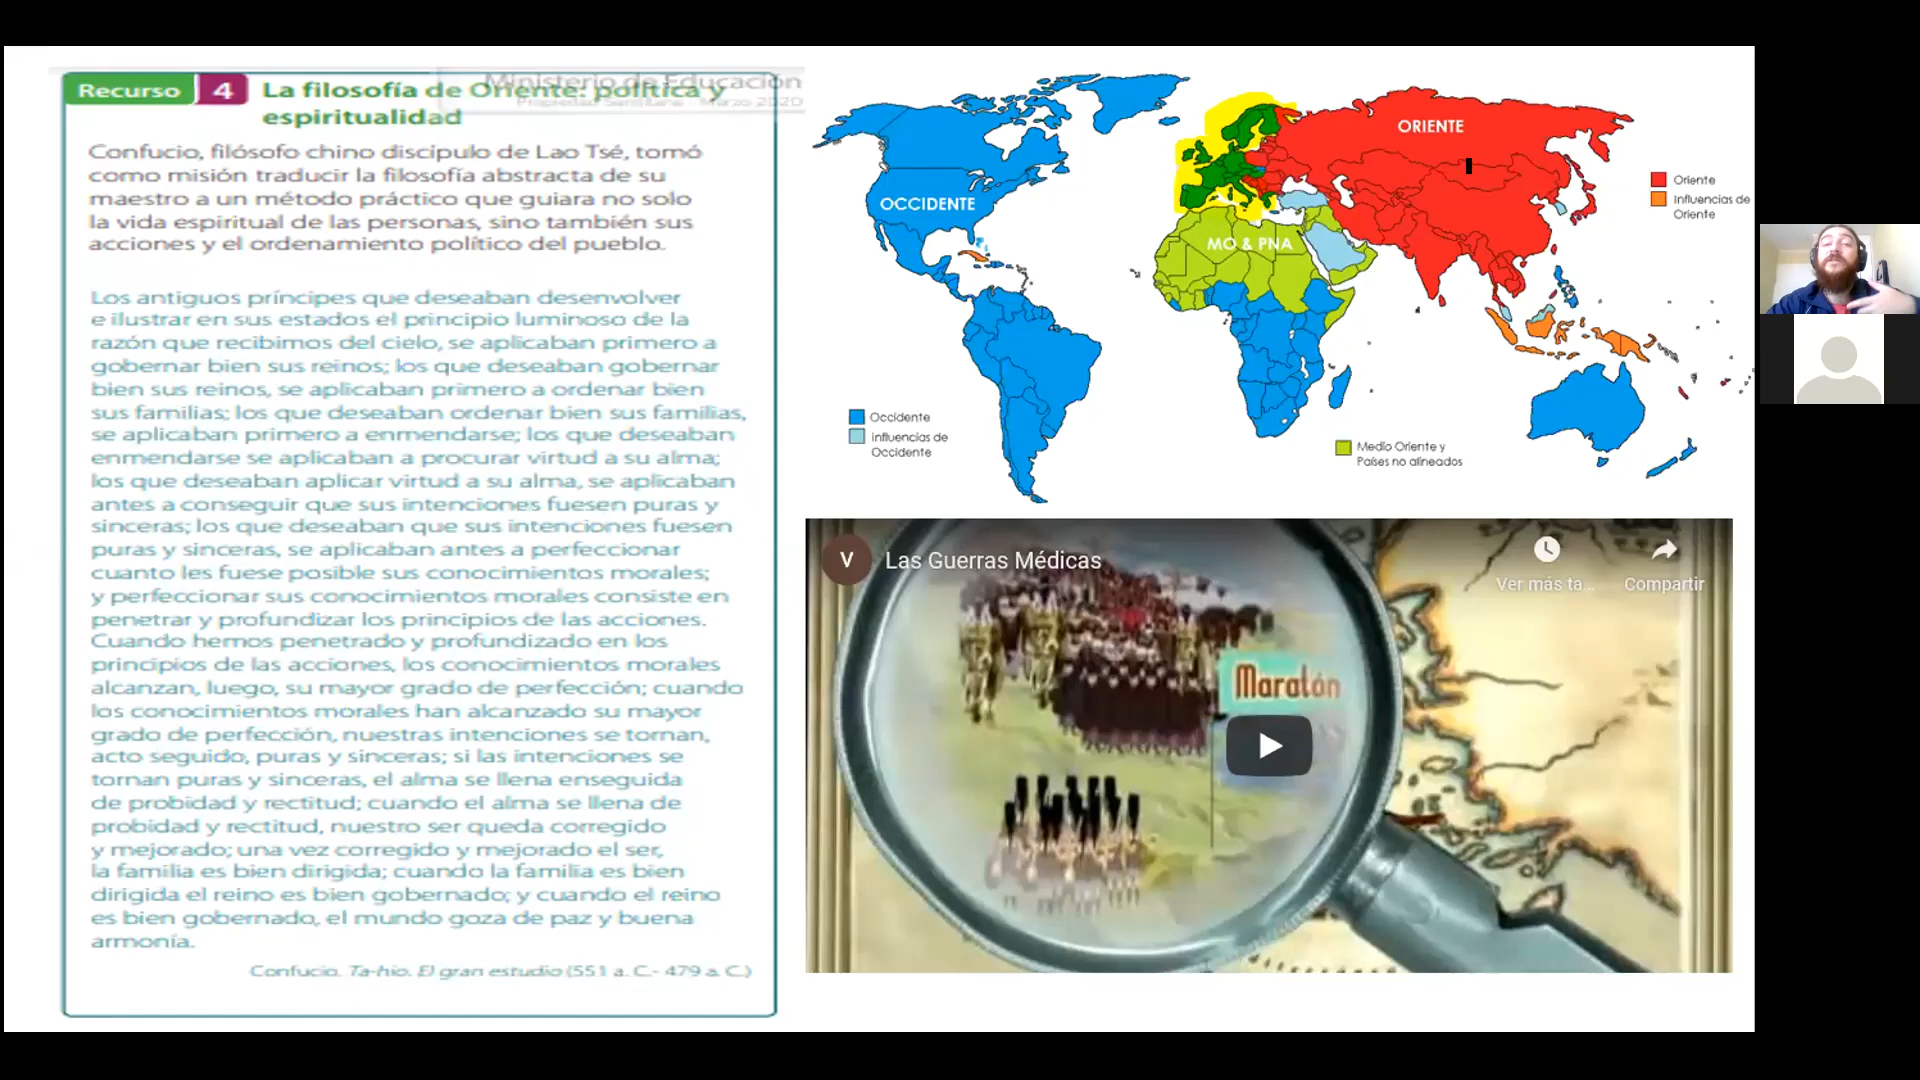 Ministerio de Educación
Propiedad Santillana - Marzo 2020
Recurso 4 La filosofía de Oriente: política y
espiritualidad
Confucio, filósofo chino discípulo de Lao Tsé, tomó
como misión traducir la filosofía abstracta de su
maestro a un método práctico que guiara no solo
la vida espiritual de las personas, sino también sus
acciones y el ordenamiento político del pueblo.
Los antiguos príncipes que deseaban desenvolver
e ilustrar en sus estados el principio luminoso de la
razón que recibimos del cielo, se aplicaban primero a
gobernar bien sus reinos; los que deseaban gobernar
bien sus reinos, se aplicaban primero a ordenar bien
sus familias; los que deseaban ordenar bien sus familias,
se aplicaban primero a enmendarse; los que deseaban
enmendarse se aplicaban a procurar virtud a su alma;
los que deseaban aplicar virtud a su alma, se aplicaban
antes a conseguir que sus intenciones fuesen puras y
sinceras; los que deseaban que sus intenciones fuesen
puras y sinceras, se aplicaban antes a perfeccionar
cuanto les fuese posible sus conocimientos morales;
y perfeccionar sus conocimientos morales consiste en
penetrar y profundizar los principios de las acciones.
Cuando hemos penetrado y profundizado en los
principios de las acciones, los conocimientos morales
alcanzan, luego, su mayor grado de perfección; cuando
los conocimientos morales han alcanzado su mayor
grado de perfección, nuestras intenciones se tornan,
acto seguido, puras y sinceras; si las intenciones se
tornan puras y sinceras, el alma se llena enseguida
de probidad y rectitud; cuando el alma se llena de
probidad y rectitud, nuestro ser queda corregido
y mejorado; una vez corregido y mejorado el ser,
la familia es bien dirigida; cuando la familia es bien
dirigida el reino es bien gobernado; y cuando el reino
es bien gobernado, el mundo goza de paz y buena
armonía.
Confucio. Ta-hio. El gran estudio (551 a. C.- 479 a. C.)
ORIENTE
OCCIDENTE
MO & PNA
Oriente
Influencias de
Oriente
Occidente
Influencias de
Occidente
Medio Oriente y
Países no alineados
V Las Guerras Médicas
Ver más ta...
Compartir
Maratón